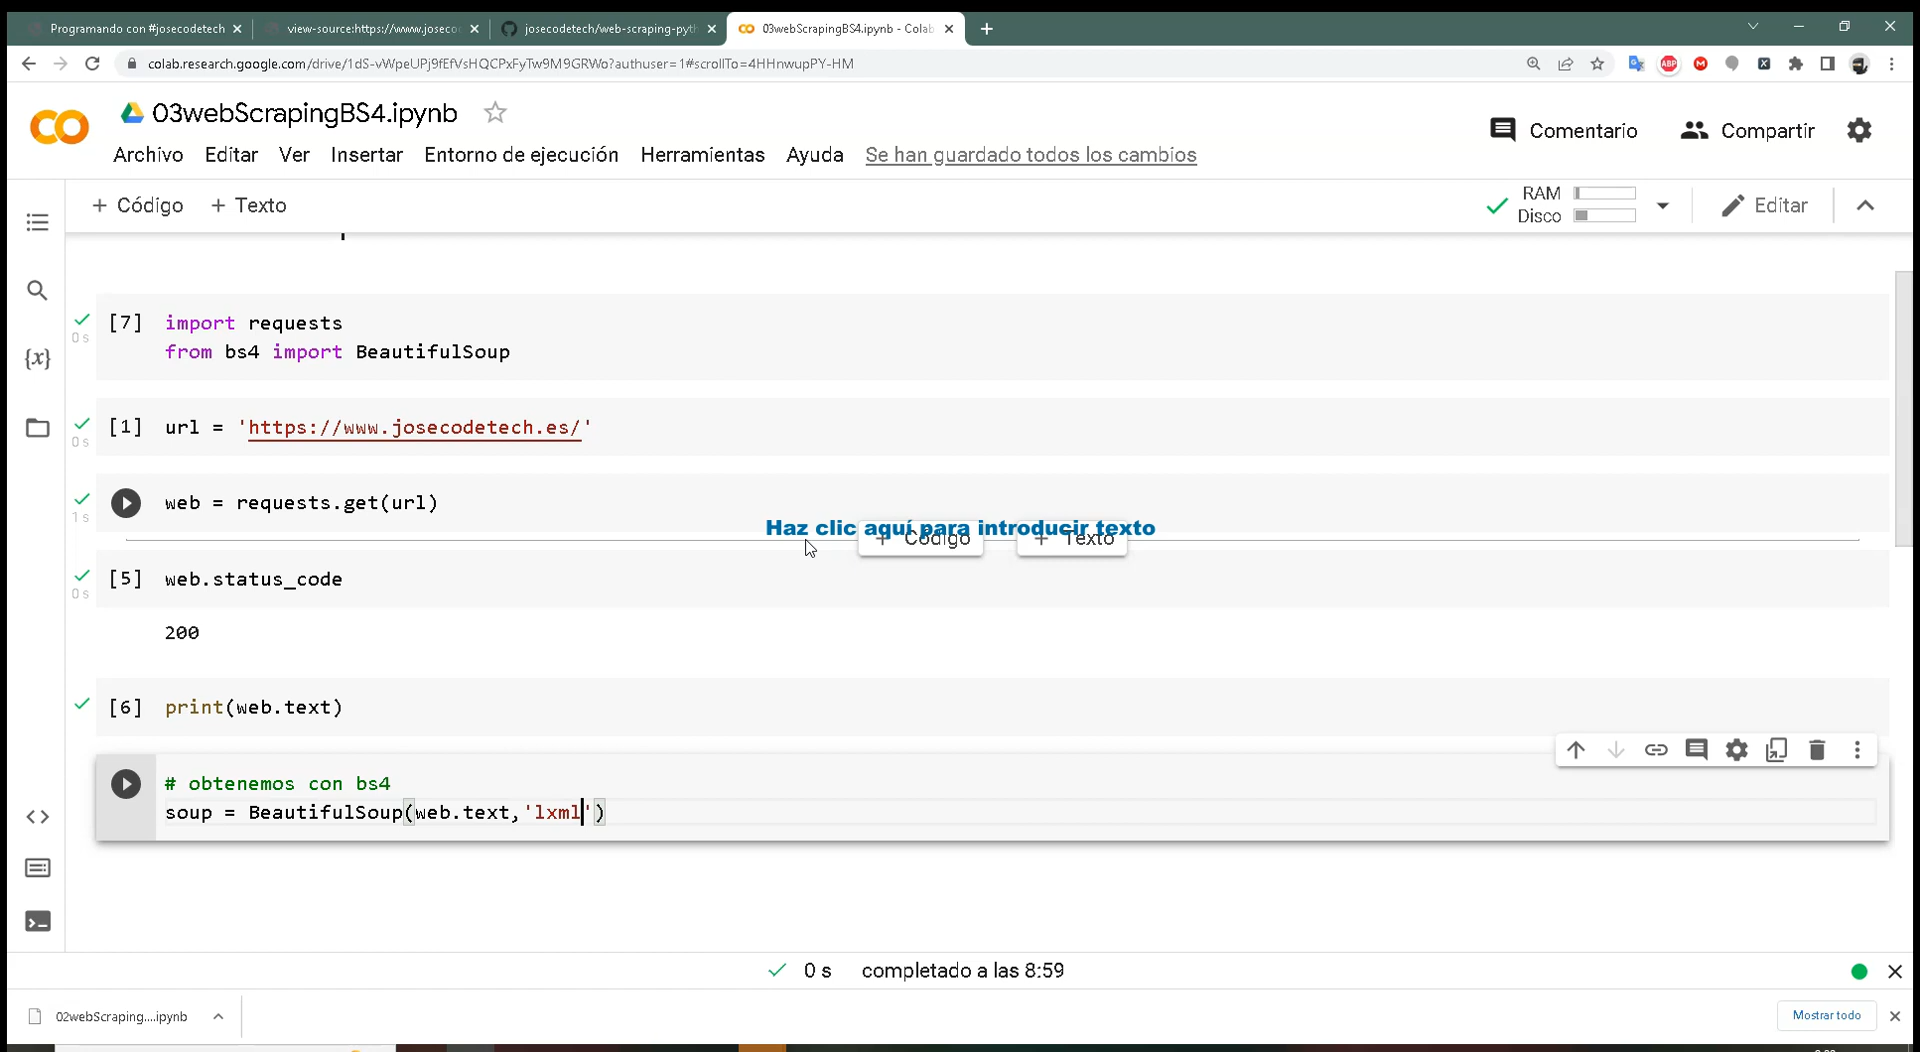 Programando con #josecodetech
view-source:https://www.joseco
josecodetech/web-scraping-pyth
03webScrapingBS4.ipynb - Colab
colab.research.google.com/drive/1dS-vWpeUPj9fEfVsHQCPxFyTw9M9GRWo?authuser=1#scrollTo=4HHnwupPY-HM
ABP
03webScrapingBS4.ipynb
Comentario
Compartir
Archivo Editar Ver Insertar Entorno de ejecución Herramientas Ayuda Se han guardado todos los cambios
+ Código + Texto
RAM
Disco
Editar
[7] import requests
0 s
from bs4 import BeautifulSoup
[1] url = 'https://www.josecodetech.es/'
0 s
web = requests.get(url)
1 s
Haz clic aquí para introducir texto
+ Código + Texto
[5] web.status_code
0 s
200
[6] print(web.text)
# obtenemos con bs4
soup = BeautifulSoup(web.text,'lxml')
0 s completado a las 8:59
02webScraping....ipynb
Mostrar todo